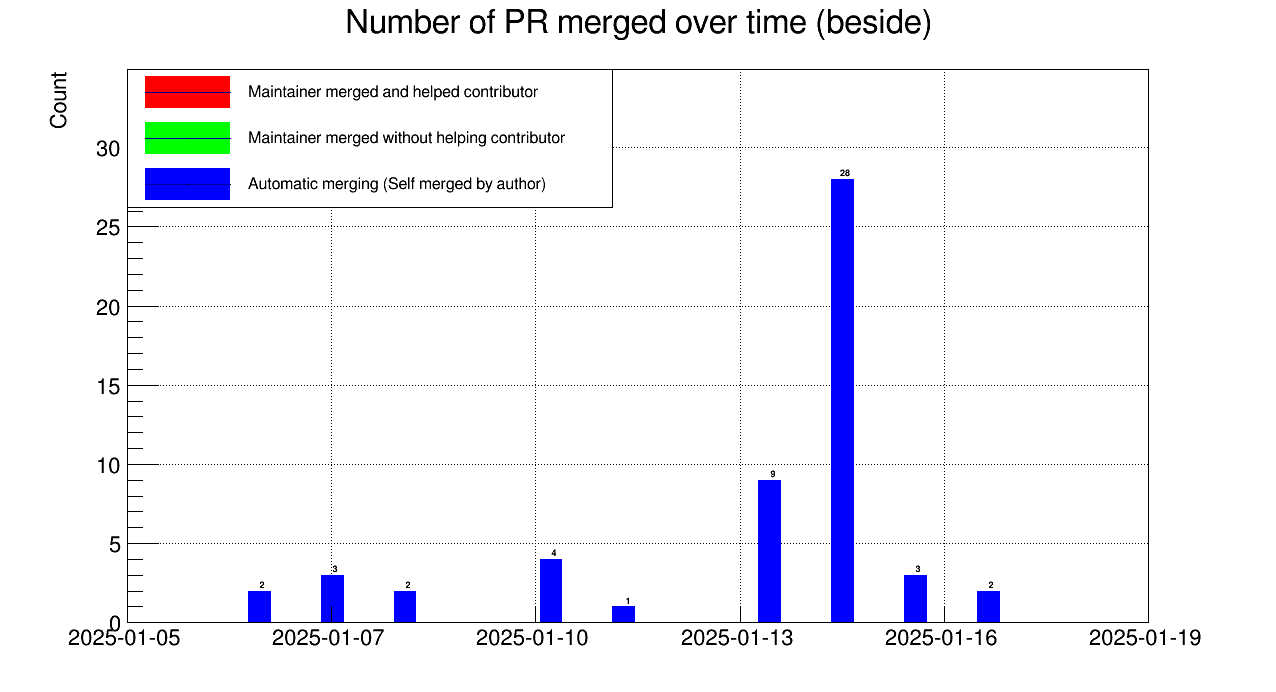 Number of PR merged over time (beside)
Count
Maintainer merged and helped contributor
Maintainer merged without helping contributor
Automatic merging (Self merged by author)
30
25
20
15
10
5
0
28
9
4
3
3
2
2
2
1
2025-01-05 2025-01-07 2025-01-10 2025-01-13 2025-01-16 2025-01-19